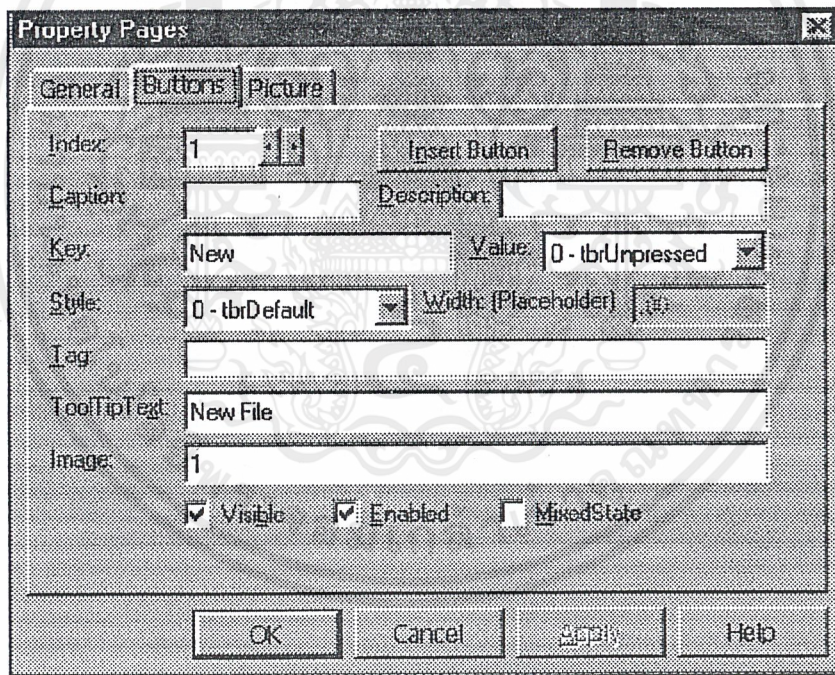 Property Pages
General Buttons Picture
Index: 1 Insert Button Remove Button
Caption: Description:
Key: New Value: 0 - tbrUnpressed
Style: 0 - tbrDefault Width: (Placeholder) .00
Tag:
ToolTipText: New File
Image: 1
Visible Enabled MixedState
OK Cancel Apply Help